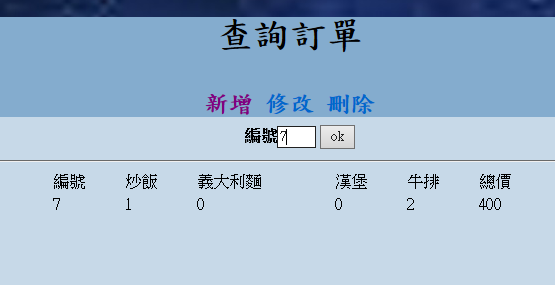 查詢訂單
新增 修改 刪除
編號 7 ok
編號 炒飯 義大利麵 漢堡 牛排 總價
7 1 0 0 2 400